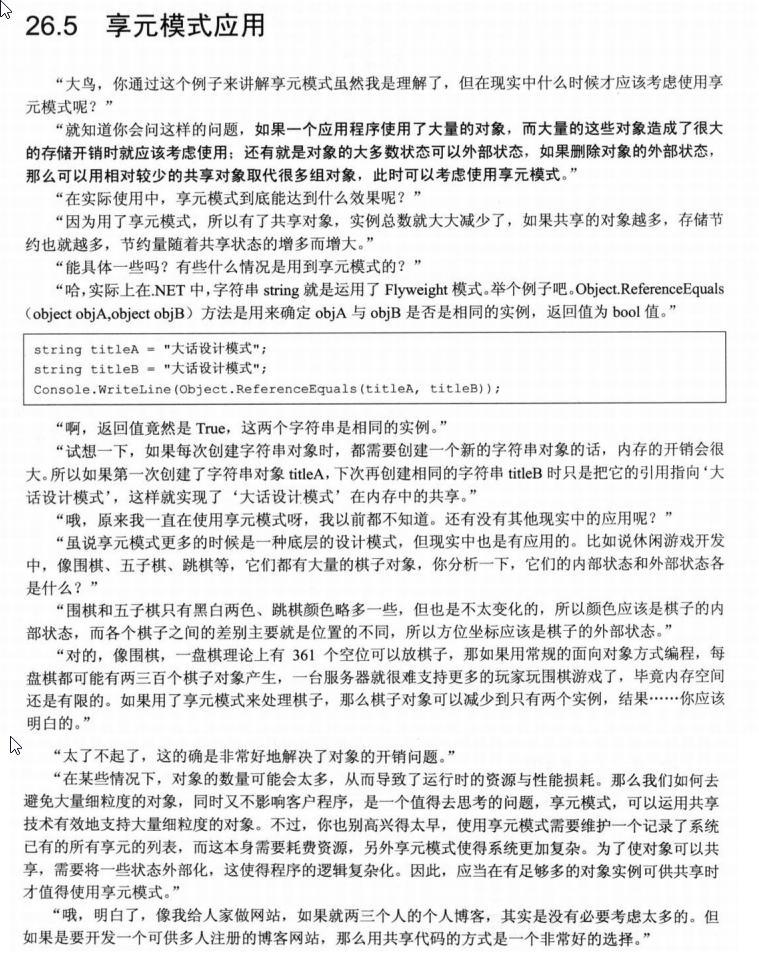 26.5 享元模式应用
“大鸟，你通过这个例子来讲解享元模式虽然我是理解了，但在现实中什么时候才应该考虑使用享
元模式呢？”
“就知道你会问这样的问题，如果一个应用程序使用了大量的对象，而大量的这些对象造成了很大
的存储开销时就应该考虑使用；还有就是对象的大多数状态可以外部状态，如果删除对象的外部状态，
那么可以用相对较少的共享对象取代很多组对象，此时可以考虑使用享元模式。”
“在实际使用中，享元模式到底能达到什么效果呢？”
“因为用了享元模式，所以有了共享对象，实例总数就大大减少了，如果共享的对象越多，存储节
约也就越多，节约量随着共享状态的增多而增大。”
“能具体一些吗？有些什么情况是用到享元模式的？”
“哈，实际上在.NET 中，字符串 string 就是运用了 Flyweight 模式。举个例子吧。Object.ReferenceEquals
（object objA,object objB）方法是用来确定 objA 与 objB 是否是相同的实例，返回值为 bool 值。”
string titleA = "大话设计模式";
string titleB = "大话设计模式";
Console.WriteLine(Object.ReferenceEquals(titleA, titleB));
“啊，返回值竟然是 True，这两个字符串是相同的实例。”
“试想一下，如果每次创建字符串对象时，都需要创建一个新的字符串对象的话，内存的开销会很
大。所以如果第一次创建了字符串对象 titleA，下次再创建相同的字符串 titleB 时只是把它的引用指向‘大
话设计模式’，这样就实现了‘大话设计模式’在内存中的共享。”
“哦，原来我一直在使用享元模式呀，我以前都不知道。还有没有其他现实中的应用呢？”
“虽说享元模式更多的时候是一种底层的设计模式，但现实中也是有应用的。比如说休闲游戏开发
中，像围棋、五子棋、跳棋等，它们都有大量的棋子对象，你分析一下，它们的内部状态和外部状态各
是什么？”
“围棋和五子棋只有黑白两色、跳棋颜色略多一些，但也是不太变化的，所以颜色应该是棋子的内
部状态，而各个棋子之间的差别主要就是位置的不同，所以方位坐标应该是棋子的外部状态。”
“对的，像围棋，一盘棋理论上有 361 个空位可以放棋子，那如果用常规的面向对象方式编程，每
盘棋都可能有两三百个棋子对象产生，一台服务器就很难支持更多的玩家玩围棋游戏了，毕竟内存空间
还是有限的。如果用了享元模式来处理棋子，那么棋子对象可以减少到只有两个实例，结果……你应该
明白的。”
“太了不起了，这的确是非常好地解决了对象的开销问题。”
“在某些情况下，对象的数量可能会太多，从而导致了运行时的资源与性能损耗。那么我们如何去
避免大量细粒度的对象，同时又不影响客户程序，是一个值得去思考的问题，享元模式，可以运用共享
技术有效地支持大量细粒度的对象。不过，你也别高兴得太早，使用享元模式需要维护一个记录了系统
已有的所有享元的列表，而这本身需要耗费资源，另外享元模式使得系统更加复杂。为了使对象可以共
享，需要将一些状态外部化，这使得程序的逻辑复杂化。因此，应当在有足够多的对象实例可供共享时
才值得使用享元模式。”
“哦，明白了，像我给人家做网站，如果就两三个人的个人博客，其实是没有必要考虑太多的。但
如果是要开发一个可供多人注册的博客网站，那么用共享代码的方式是一个非常好的选择。”